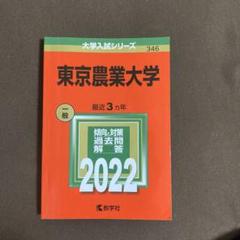 大学入試シリーズ
346
東京農業大学
一般
最近3ヵ年
傾向と対策
過去問
解答
2022
教学社